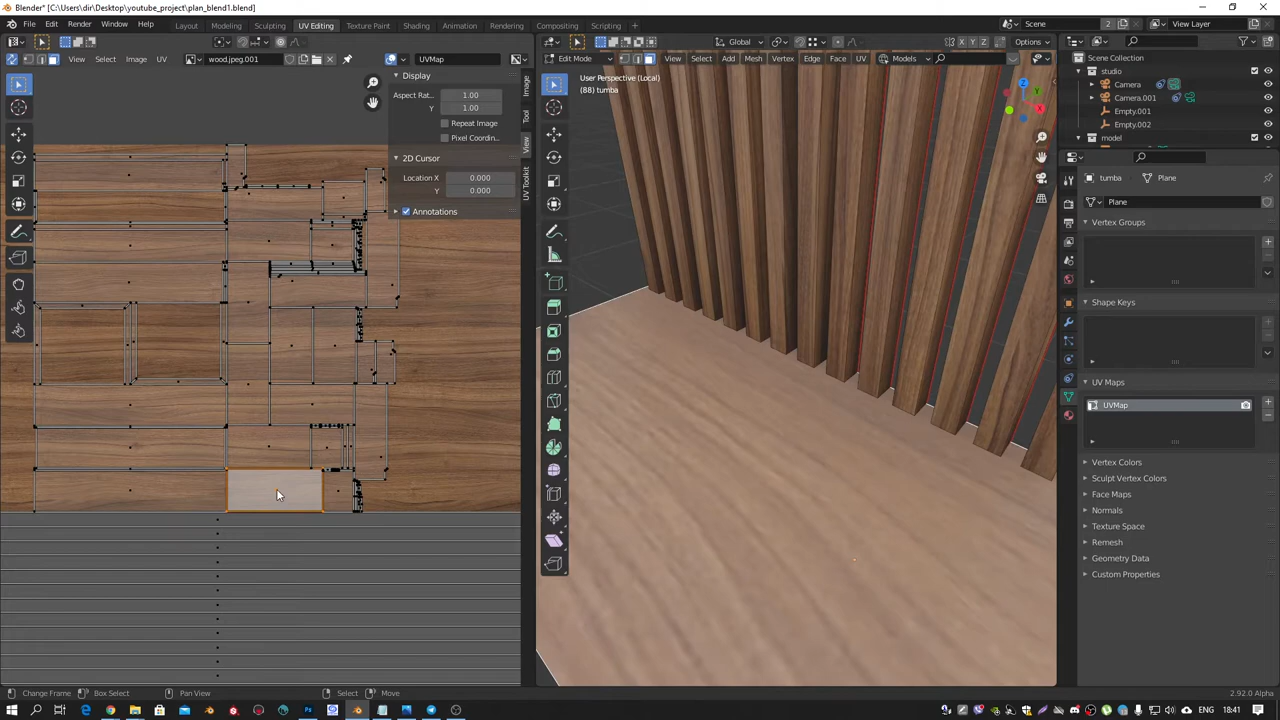 Blender* [C:\Users\dir\Desktop\youtube_project\plan_blend1.blend]
File Edit Render Window Help Layout Modeling Sculpting UV Editing Texture Paint Shading Animation Rendering Compositing Scripting Scene 2 View Layer
Global Options
View Select Image UV wood.jpeg.001 UVMap Edit Mode View Select Add Mesh Vertex Edge Face UV Models
Display
Aspect Rat... 1.00
Y 1.00
Repeat Image
Pixel Coordin...
2D Cursor
Location X 0.000
Y 0.000
Annotations
Image
Tool
View
UV Toolkit
User Perspective (Local)
(88) tumba
Y
X
Scene Collection
studio
Camera
Camera.001
Empty.001
Empty.002
model
tumba Plane
Plane
Vertex Groups
Shape Keys
UV Maps
UVMap
Vertex Colors
Sculpt Vertex Colors
Face Maps
Normals
Texture Space
Remesh
Geometry Data
Custom Properties
Change Frame Box Select Pan View Select Move 2.92.0 Alpha
ENG 18:41